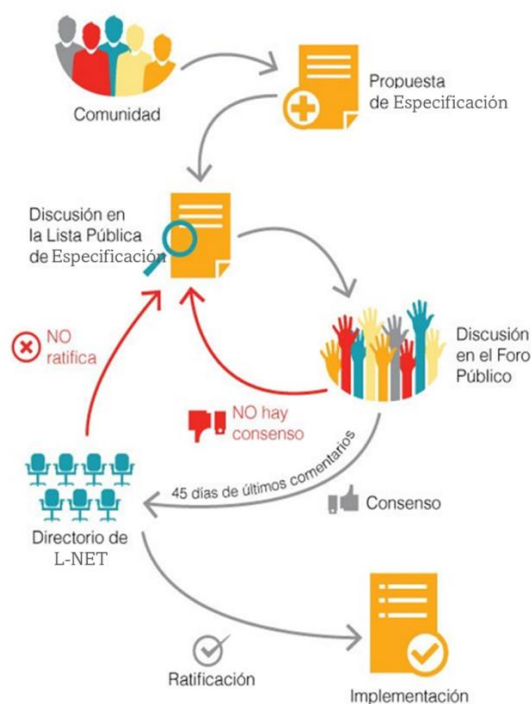 Comunidad
Propuesta
de Especificación
Discusión en
la Lista Pública
de Especificación
Discusión
en el Foro
Público
NO
ratifica
NO hay
consenso
45 días de últimos comentarios
Consenso
Directorio de
L-NET
Ratificación
Implementación